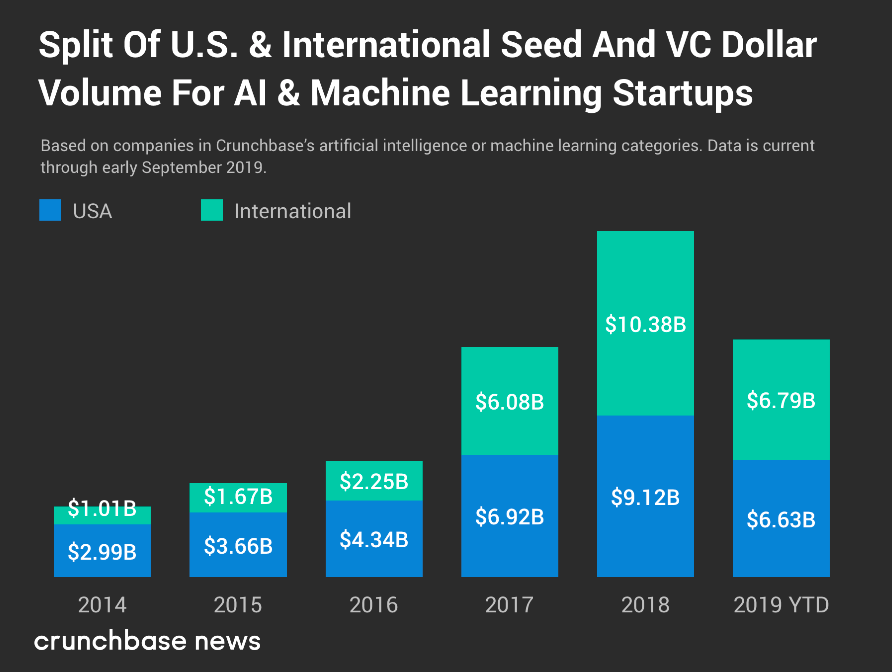 Split Of U.S. & International Seed And VC Dollar
Volume For AI & Machine Learning Startups
Based on companies in Crunchbase's artificial intelligence or machine learning categories. Data is current
through early September 2019.
USA
International
$10.38B
$6.08B
$6.79B
$1.01B
$1.67B
$2.25B
$2.99B
$3.66B
$4.34B
$6.92B
$9.12B
$6.63B
2014
2015
2016
2017
2018
2019 YTD
crunchbase news